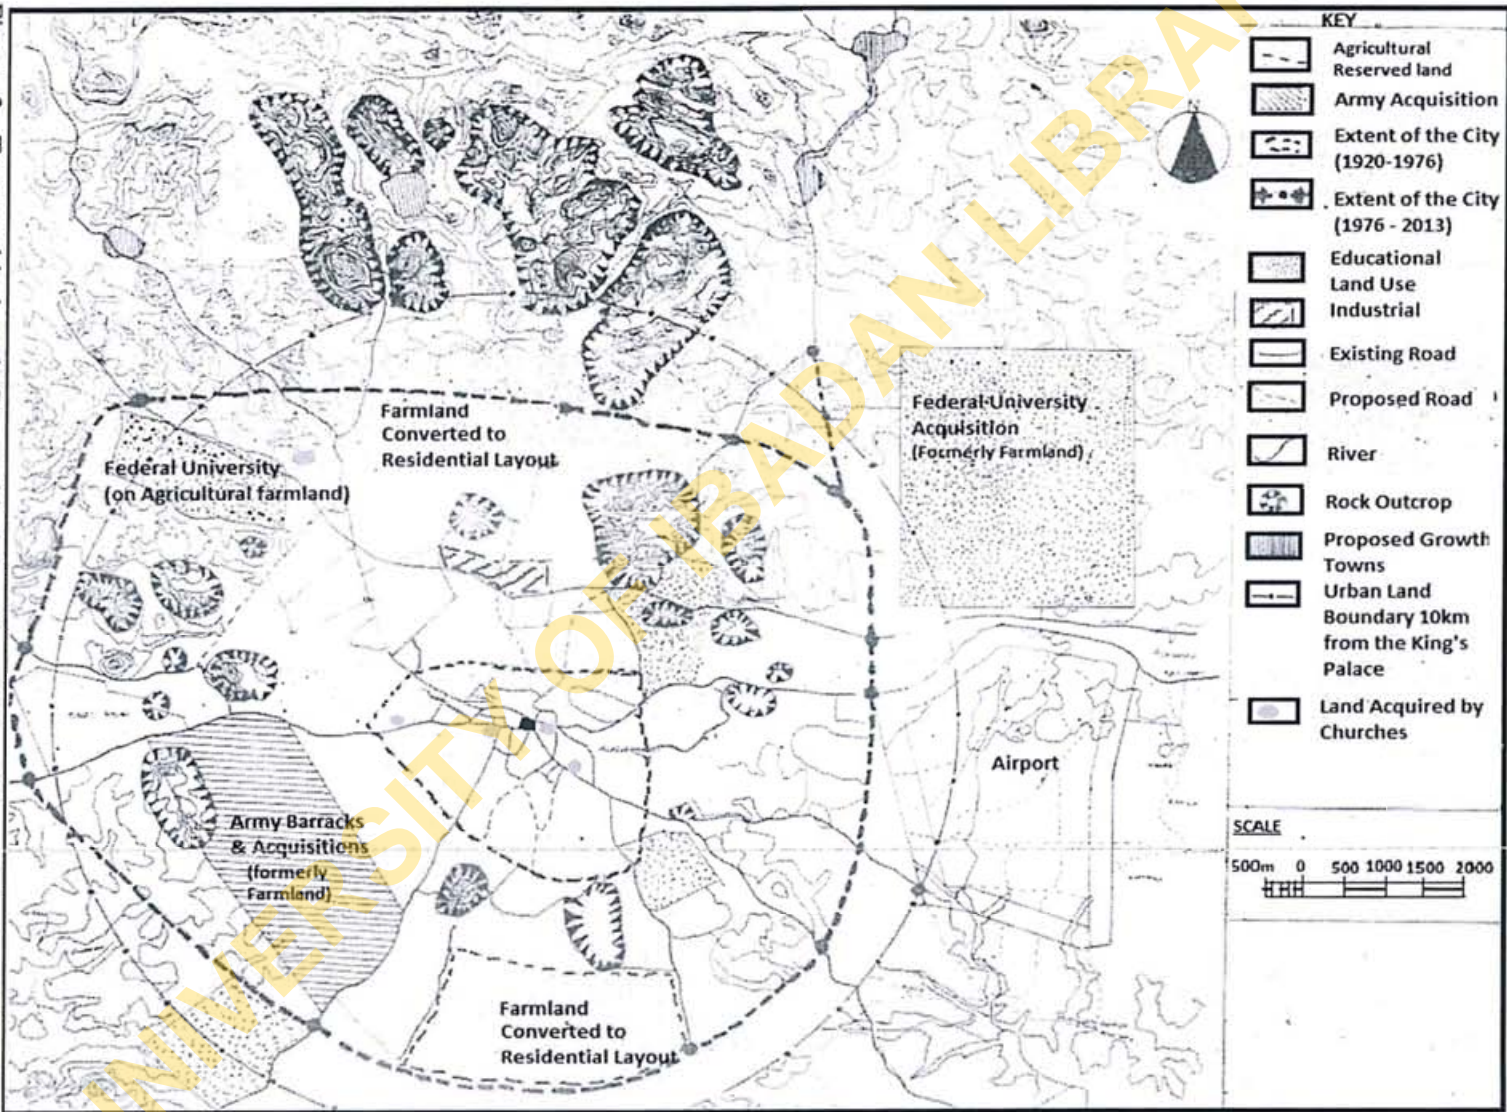 KEY
Agricultural
Reserved land
Army Acquisition
Extent of the City
(1920-1976)
Extent of the City
(1976 - 2013)
Educational
Land Use
Industrial
Existing Road
Proposed Road
River
Rock Outcrop
Proposed Growth
Towns
Urban Land
Boundary 10km
from the King's
Palace
Land Acquired by
Churches
SCALE
500m 0 500 1000 1500 2000
Farmland
Converted to
Residential Layout
Federal University
Acquisition
(Formerly Farmland)
Federal University
(on Agricultural farmland)
Airport
Army Barracks
& Acquisitions
(formerly
Farmland)
Farmland
Converted to
Residential Layout
UNIVERSITY OF IBADAN LIBRAR